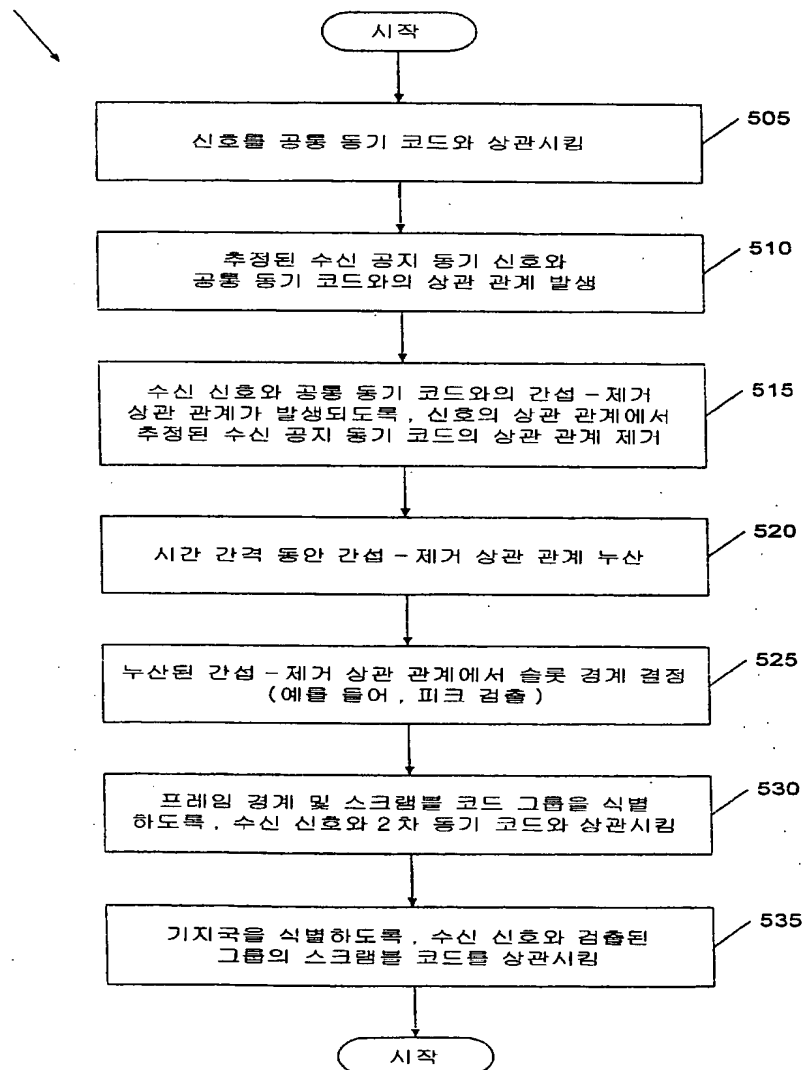 시작
신호를 공통 동기 코드와 상관시킴
505
추정된 수신 공지 동기 신호와
공통 동기 코드와의 상관 관계 발생
510
수신 신호와 공통 동기 코드와의 간섭-제거
상관 관계가 발생되도록, 신호의 상관 관계에서
추정된 수신 공지 동기 코드의 상관 관계 제거
515
시간 간격 동안 간섭-제거 상관 관계 누산
520
누산된 간섭-제거 상관 관계에서 슬롯 경계 결정
(예를 들어, 피크 검출)
525
프레임 경계 및 스크램블 코드 그룹을 식별
하도록, 수신 신호와 2차 동기 코드와 상관시킴
530
기지국을 식별하도록, 수신 신호와 검출된
그룹의 스크램블 코드를 상관시킴
535
시작